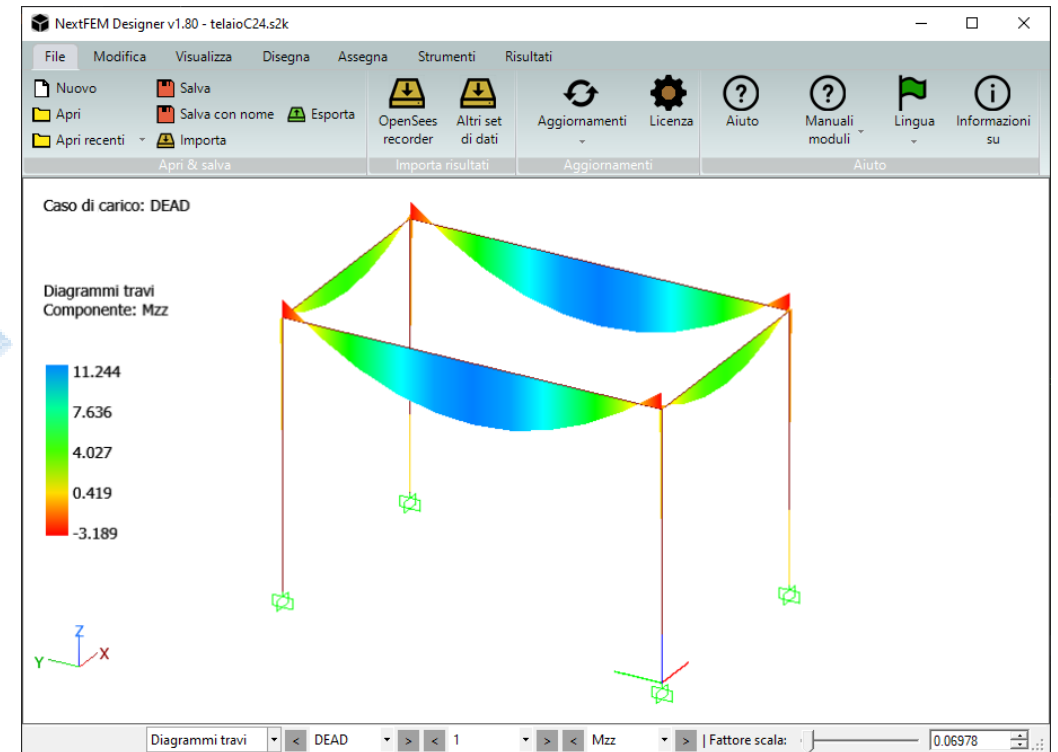 NextFEM Designer v1.80 - telaioC24.s2k
File Modifica Visualizza Disegna Assegna Strumenti Risultati
Nuovo
Apri
Apri recenti
Salva
Salva con nome
Esporta
Importa
Apri & salva
OpenSees
recorder
Altri set
di dati
Importa risultati
Aggiornamenti
Licenza
Aggiornamenti
Aiuto
Manuali
moduli
Lingua
Informazioni
su
Aiuto
Caso di carico: DEAD
Diagrammi travi
Componente: Mzz
11.244
7.636
4.027
0.419
-3.189
Z
Y
X
Diagrammi travi < DEAD > < 1 > < Mzz > | Fattore scala: 0.06978